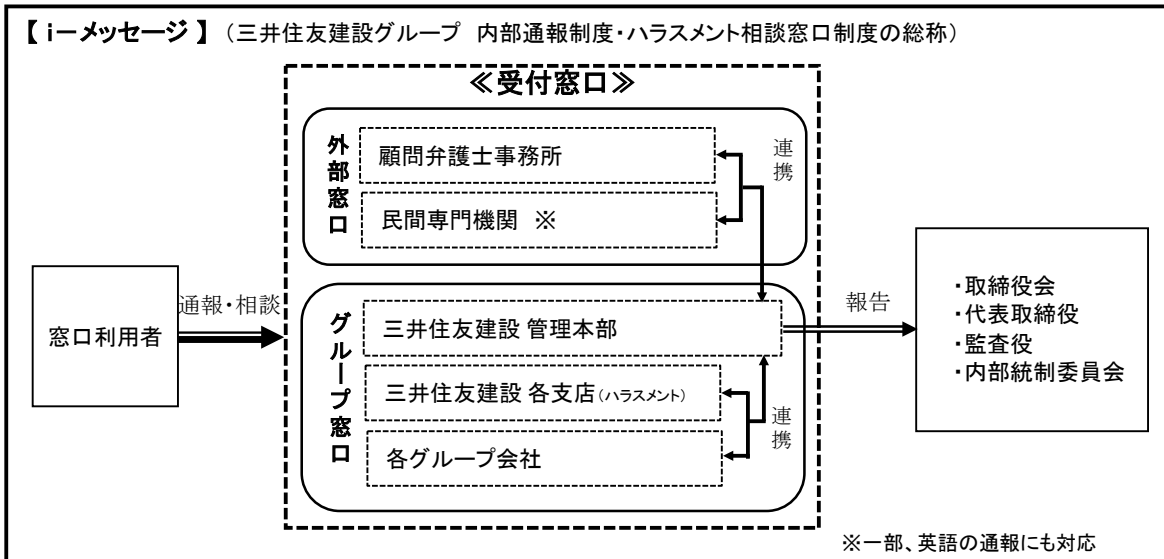 【 i－メッセージ 】 （三井住友建設グループ 内部通報制度・ハラスメント相談窓口制度の総称）
≪受付窓口≫
外部窓口
顧問弁護士事務所
民間専門機関 ※
連携
窓口利用者
通報・相談
グループ窓口
三井住友建設 管理本部
三井住友建設 各支店(ハラスメント)
各グループ会社
連携
報告
・取締役会
・代表取締役
・監査役
・内部統制委員会
※一部、英語の通報にも対応